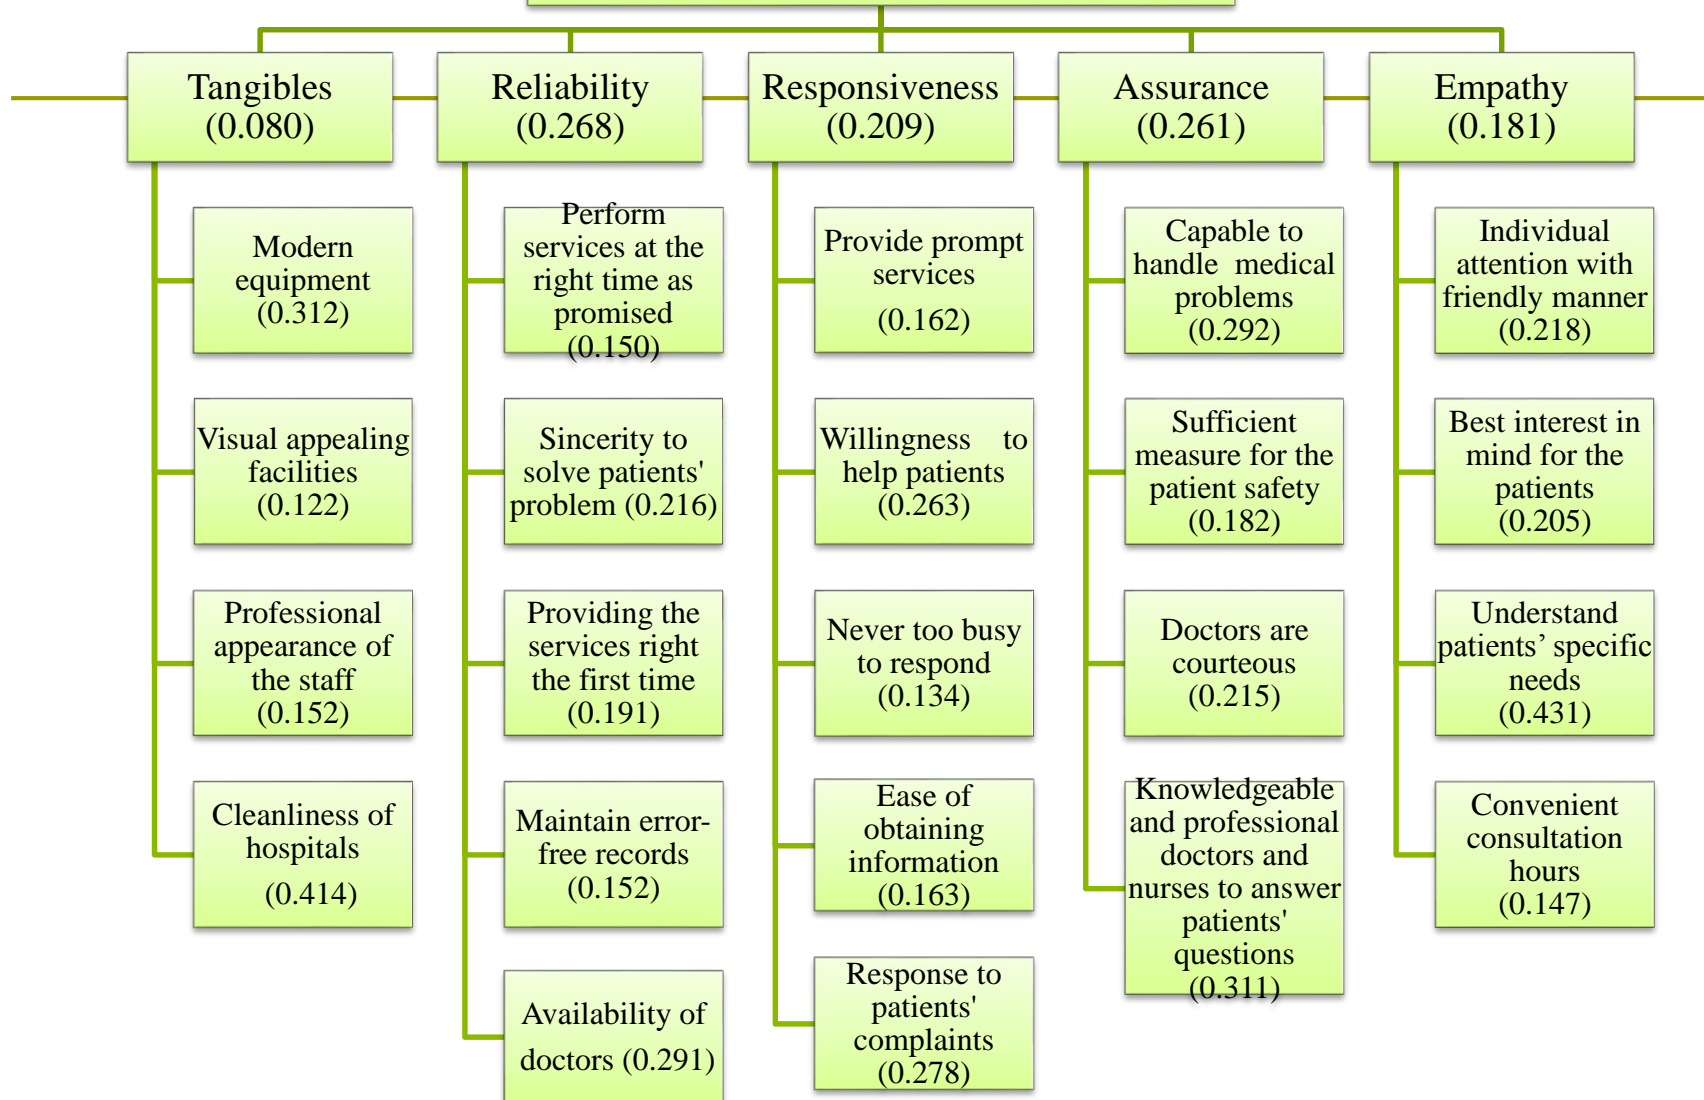 Tangibles
(0.080)
Reliability
(0.268)
Responsiveness
(0.209)
Assurance
(0.261)
Empathy
(0.181)
Modern
equipment
(0.312)
Visual appealing
facilities
(0.122)
Professional
appearance of
the staff
(0.152)
Cleanliness of
hospitals
(0.414)
Perform
services at the
right time as
promised
(0.150)
Sincerity to
solve patients'
problem (0.216)
Providing the
services right
the first time
(0.191)
Maintain error-
free records
(0.152)
Availability of
doctors (0.291)
Provide prompt
services
(0.162)
Willingness to
help patients
(0.263)
Never too busy
to respond
(0.134)
Ease of
obtaining
information
(0.163)
Response to
patients'
complaints
(0.278)
Capable to
handle medical
problems
(0.292)
Sufficient
measure for the
patient safety
(0.182)
Doctors are
courteous
(0.215)
Knowledgeable
and professional
doctors and
nurses to answer
patients'
questions
(0.311)
Individual
attention with
friendly manner
(0.218)
Best interest in
mind for the
patients
(0.205)
Understand
patients’ specific
needs
(0.431)
Convenient
consultation
hours
(0.147)